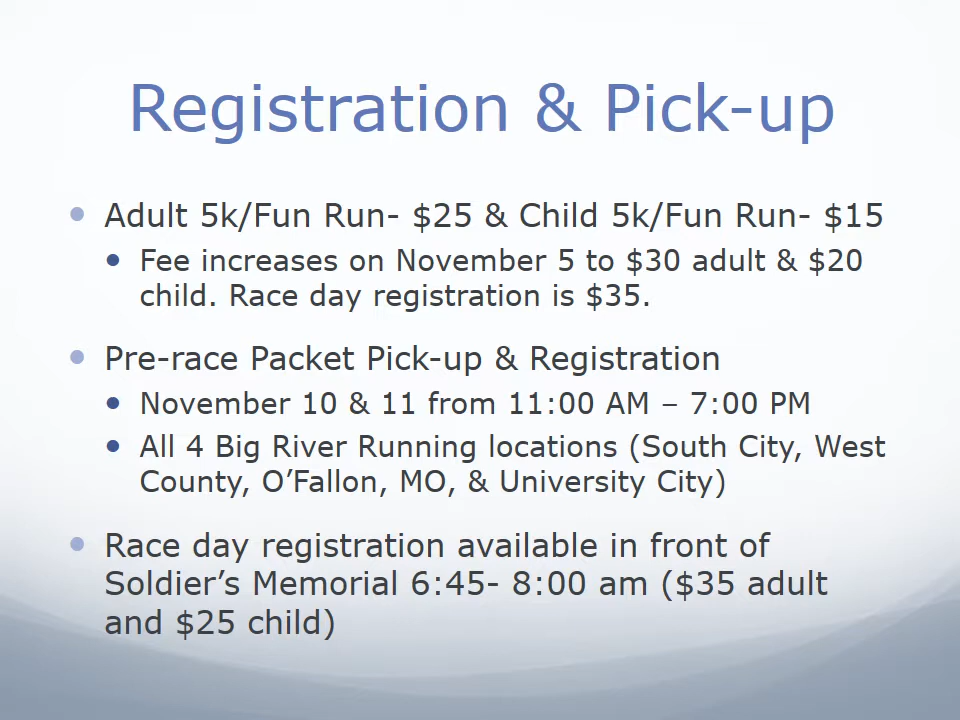 Registration & Pick-up
Adult 5k/Fun Run- $25 & Child 5k/Fun Run- $15
Fee increases on November 5 to $30 adult & $20
child. Race day registration is $35.
Pre-race Packet Pick-up & Registration
November 10 & 11 from 11:00 AM – 7:00 PM
All 4 Big River Running locations (South City, West
County, O’Fallon, MO, & University City)
Race day registration available in front of
Soldier’s Memorial 6:45- 8:00 am ($35 adult
and $25 child)